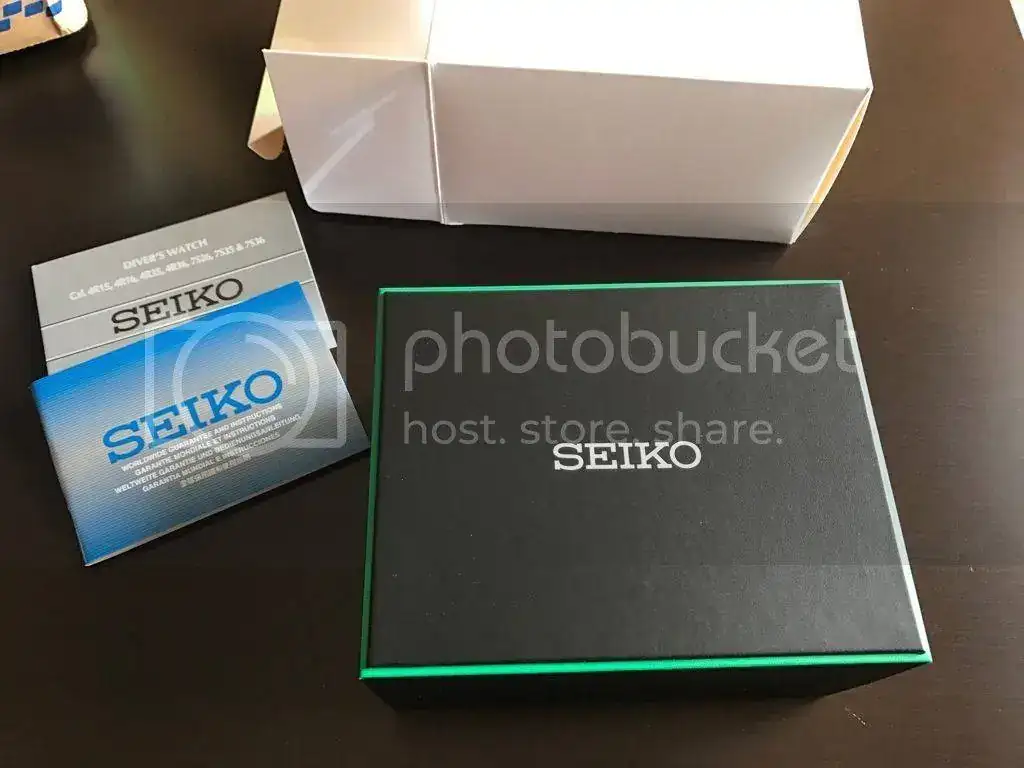 DIVER'S WATCH
Cal. 4R15, 4R16, 4R35, 4R36, 7S26, 7S35 & 7S36
SEIKO
SEIKO
WORLDWIDE GUARANTEE AND INSTRUCTIONS
GARANTIE MONDIALE ET INSTRUCTIONS
WELTWEITE GARANTIE UND BEDIENUNGSANLEITUNG
GARANTIA MUNDIAL E INSTRUCCIONES
photobucket
host. store. share.
SEIKO